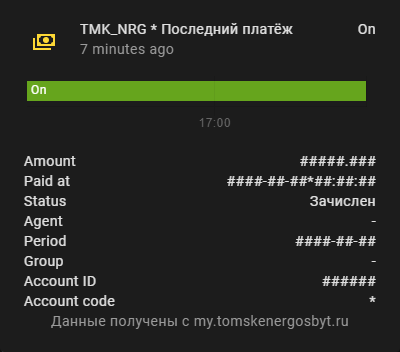 TMK_NRG * Последний платёж On
7 minutes ago
On
17:00
Amount #####.###
Paid at ####-##-##*##:##:##
Status Зачислен
Agent -
Period ####-##-##
Group -
Account ID ######
Account code *
Данные получены с my.tomskenergosbyt.ru